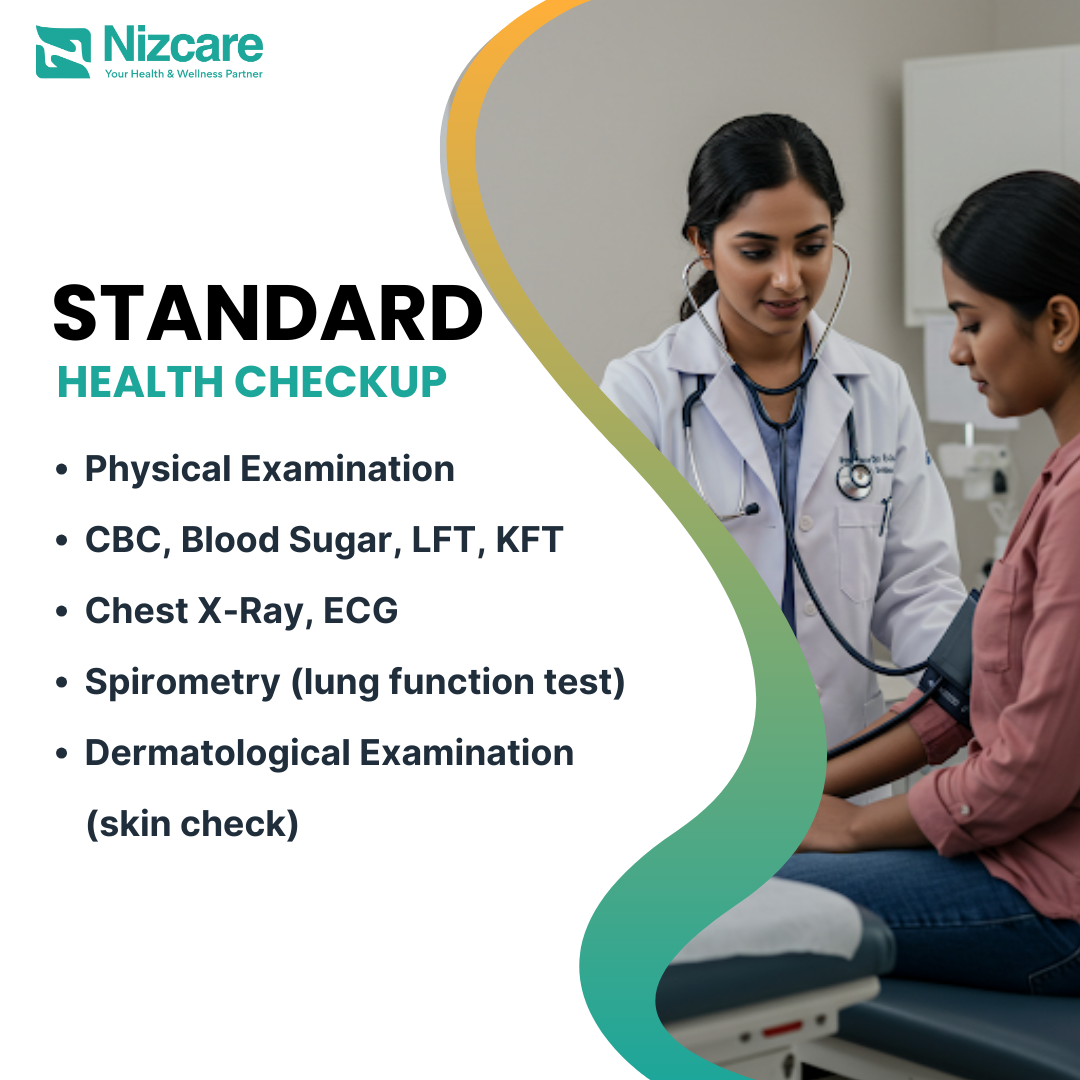 Nizcare
Your Health & Wellness Partner
STANDARD
HEALTH CHECKUP
• Physical Examination
• CBC, Blood Sugar, LFT, KFT
• Chest X-Ray, ECG
• Spirometry (lung function test)
• Dermatological Examination
(skin check)